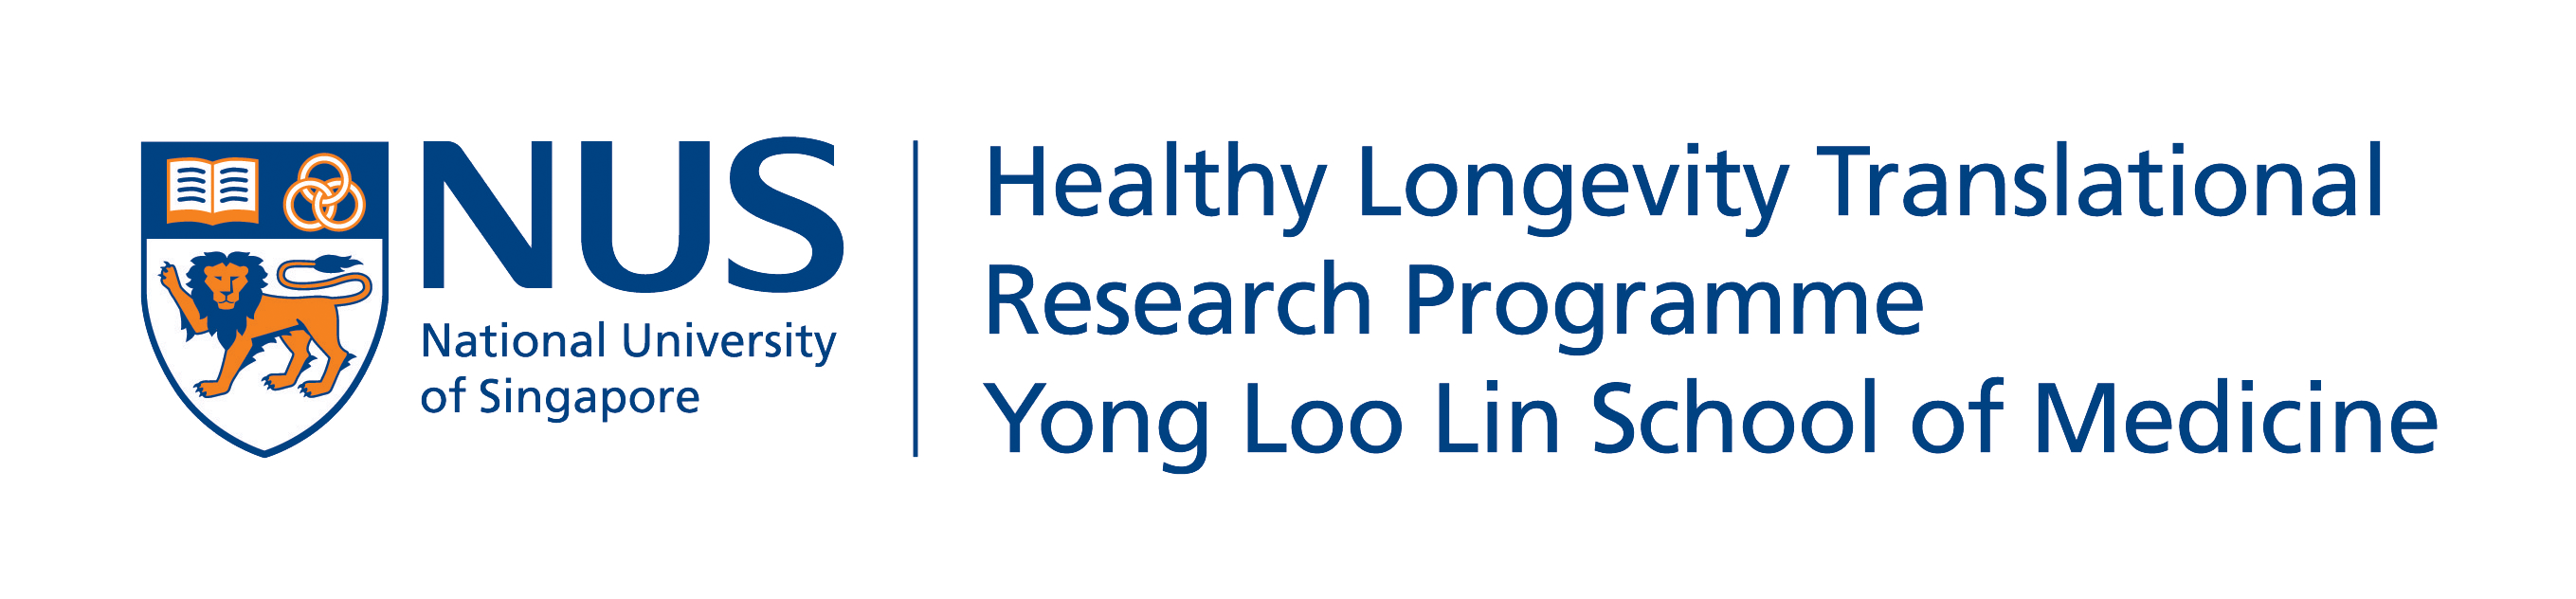 NUS
National University
of Singapore
Healthy Longevity Translational
Research Programme
Yong Loo Lin School of Medicine